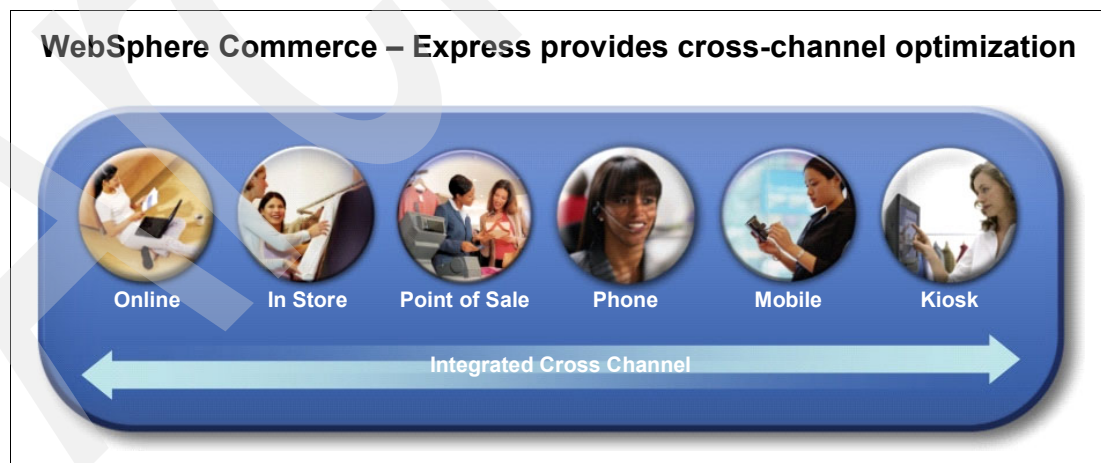 WebSphere Commerce – Express provides cross-channel optimization
Online
In Store
Point of Sale
Phone
Mobile
Kiosk
Integrated Cross Channel